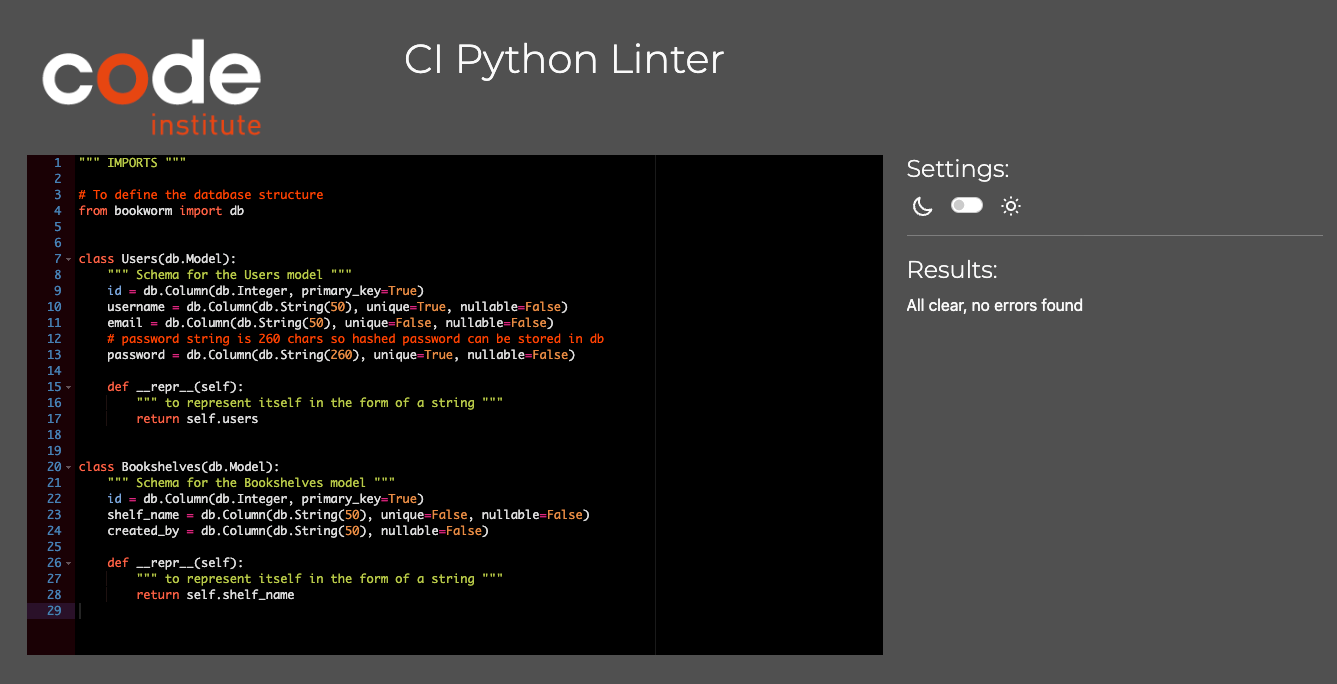 code
institute
CI Python Linter
1 """ IMPORTS """
2
3 # To define the database structure
4 from bookworm import db
5
6
7 class Users(db.Model):
8     """ Schema for the Users model """
9     id = db.Column(db.Integer, primary_key=True)
10     username = db.Column(db.String(50), unique=True, nullable=False)
11     email = db.Column(db.String(50), unique=False, nullable=False)
12     # password string is 260 chars so hashed password can be stored in db
13     password = db.Column(db.String(260), unique=True, nullable=False)
14
15     def __repr__(self):
16         """ to represent itself in the form of a string """
17         return self.users
18
19
20 class Bookshelves(db.Model):
21     """ Schema for the Bookshelves model """
22     id = db.Column(db.Integer, primary_key=True)
23     shelf_name = db.Column(db.String(50), unique=False, nullable=False)
24     created_by = db.Column(db.String(50), nullable=False)
25
26     def __repr__(self):
27         """ to represent itself in the form of a string """
28         return self.shelf_name
29
Settings:
Results:
All clear, no errors found